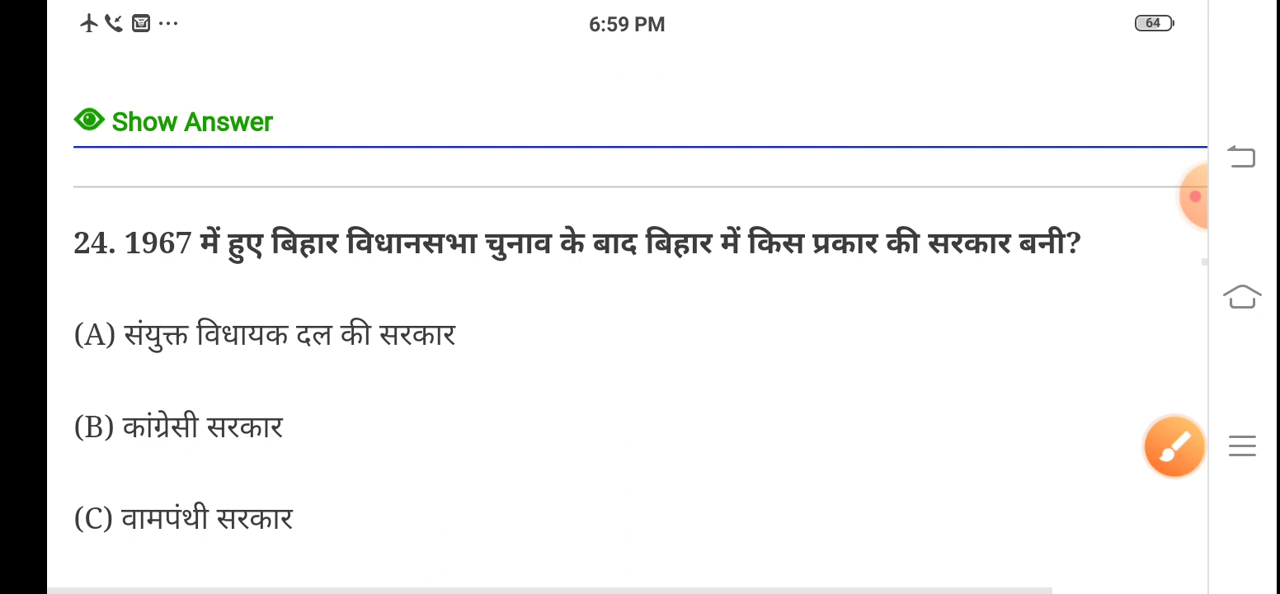 6:59 PM
64
Show Answer
24. 1967 में हुए बिहार विधानसभा चुनाव के बाद बिहार में किस प्रकार की सरकार बनी?
(A) संयुक्त विधायक दल की सरकार
(B) कांग्रेसी सरकार
(C) वामपंथी सरकार